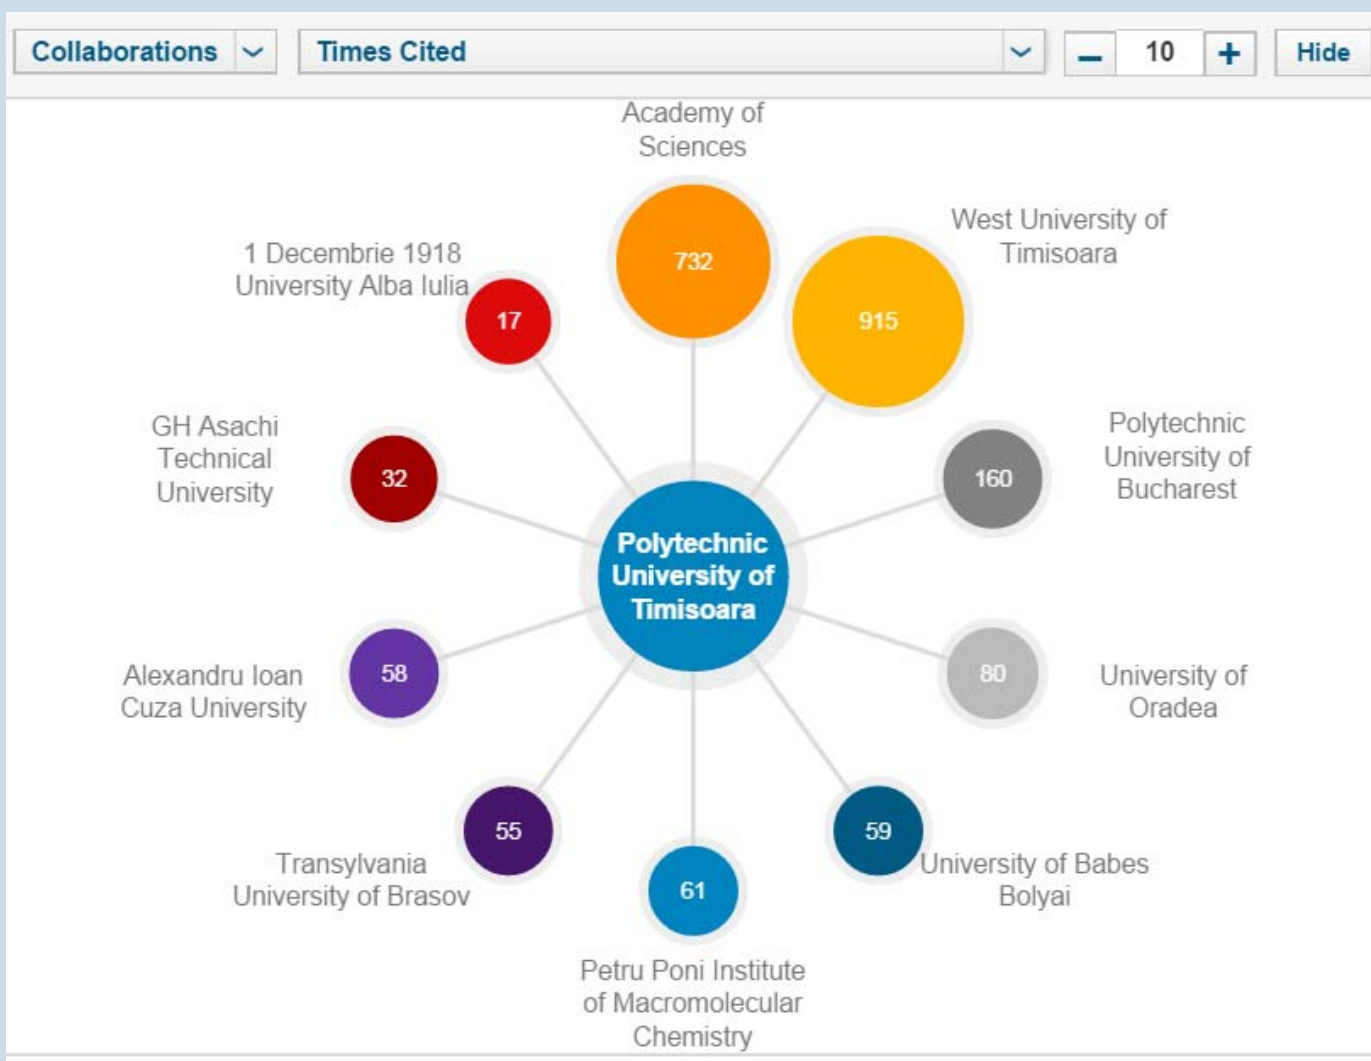 Collaborations
Times Cited
10
Hide
Academy of
Sciences
732
West University of
Timisoara
915
1 Decembrie 1918
University Alba Iulia
17
GH Asachi
Technical
University
32
Polytechnic
University of
Bucharest
160
Polytechnic
University of
Timisoara
Alexandru Ioan
Cuza University
58
80
University of
Oradea
55
Transylvania
University of Brasov
59
University of Babes
Bolyai
61
Petru Poni Institute
of Macromolecular
Chemistry